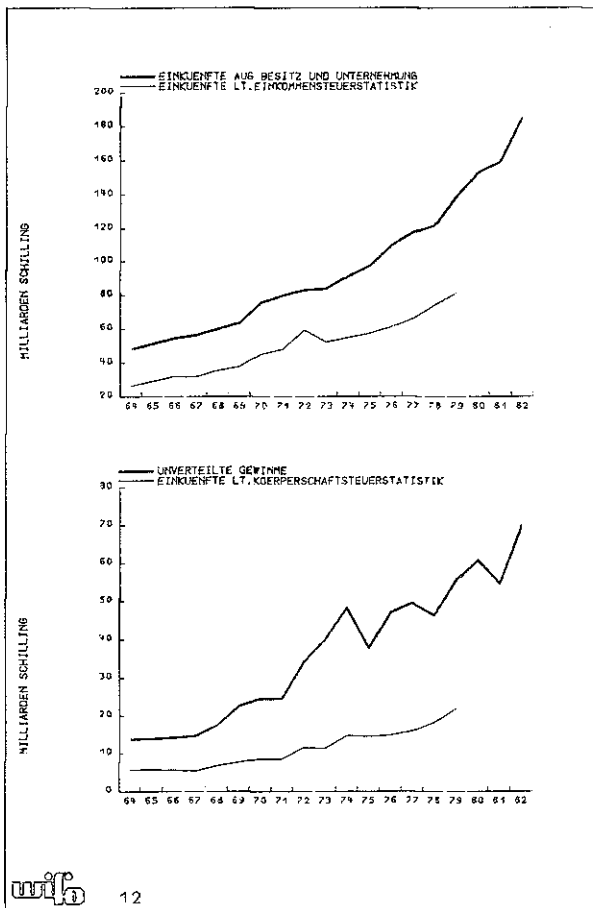 EINKUENFTE AUS BESITZ UND UNTERNEHMUNG
EINKUENFTE LT.EINKOMMENSTEUERSTATISTIK
MILLIARDEN SCHILLING
200
180
160
140
120
100
80
60
40
20
64 65 66 67 68 69 70 71 72 73 74 75 76 77 78 79 80 81 82
UNVERTEILTE GEWINNE
EINKUENFTE LT.KOERPERSCHAFTSTEUERSTATISTIK
MILLIARDEN SCHILLING
80
70
60
50
40
30
20
10
0
64 65 66 67 68 69 70 71 72 73 74 75 76 77 78 79 80 81 82
wifo 12